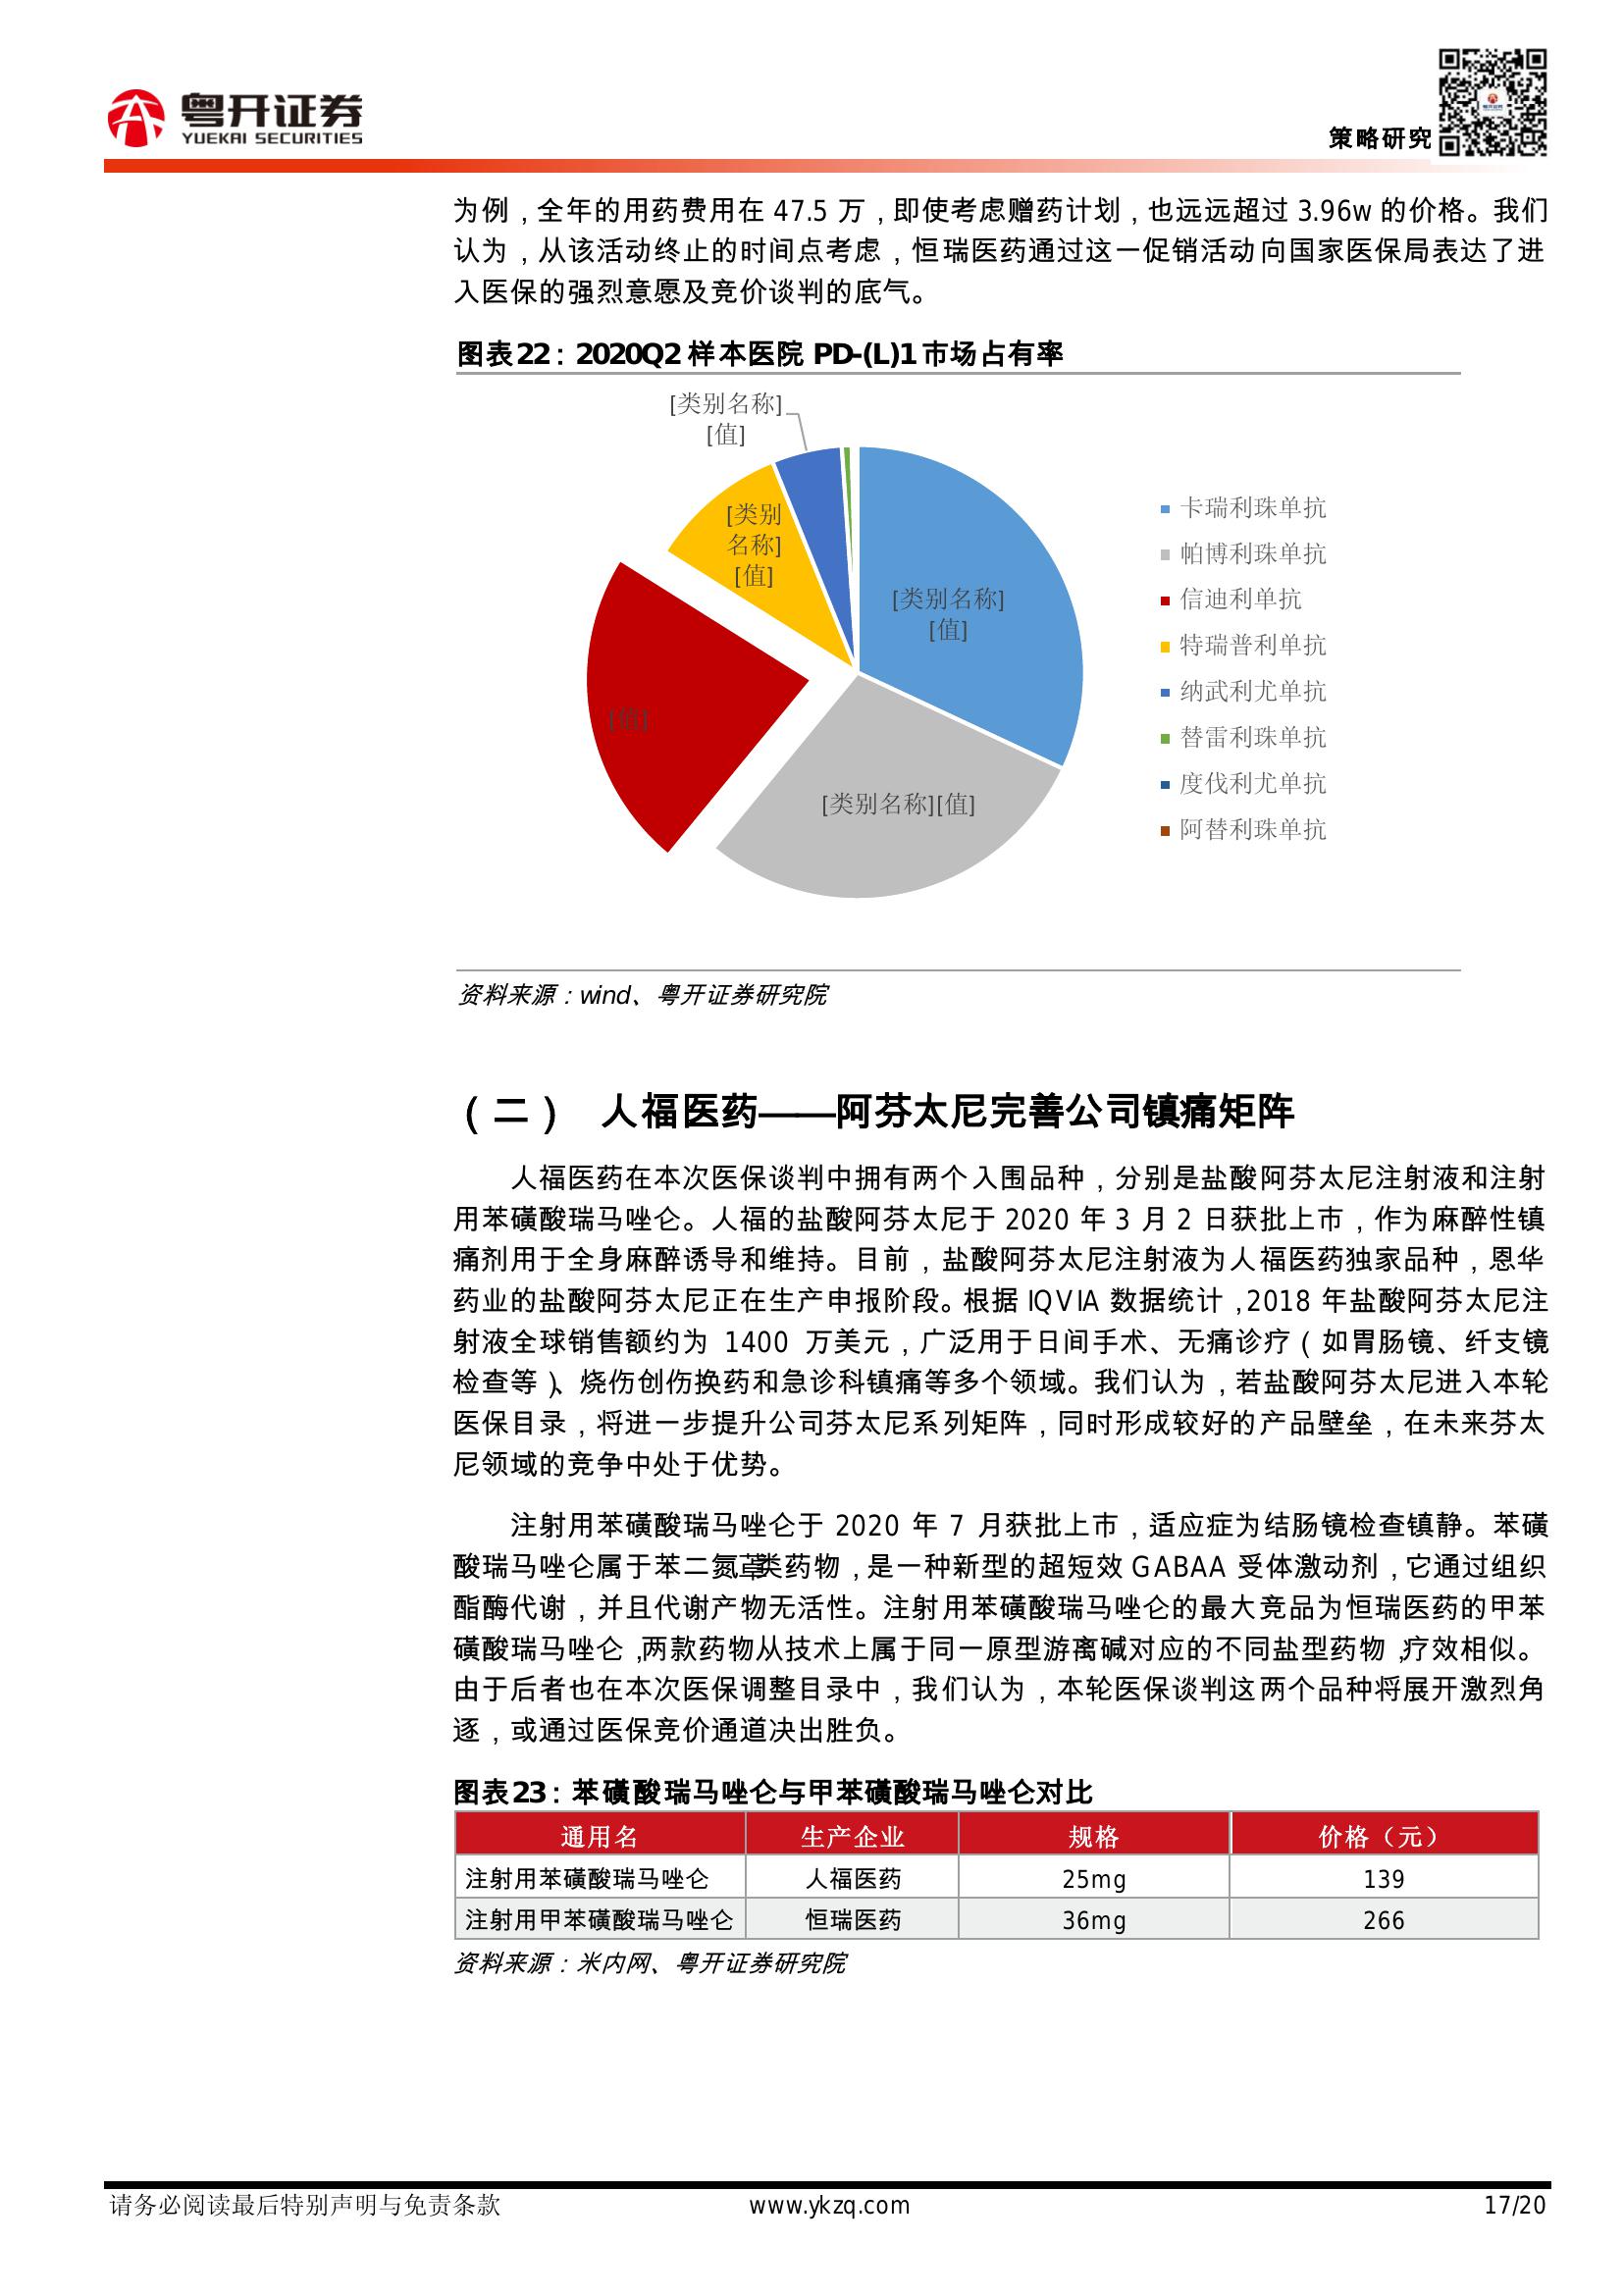 粤开证券
YUEKAI SECURITIES
策略研究
为例，全年的用药费用在 47.5 万，即使考虑赠药计划，也远远超过 3.96w 的价格。我们
认为，从该活动终止的时间点考虑，恒瑞医药通过这一促销活动向国家医保局表达了进
入医保的强烈意愿及竞价谈判的底气。
图表22：2020Q2 样本医院 PD-(L)1 市场占有率
[类别名称]
[值]
[类别
名称]
[值]
[类别名称]
[值]
[值]
[类别名称][值]
卡瑞利珠单抗
帕博利珠单抗
信迪利单抗
特瑞普利单抗
纳武利尤单抗
替雷利珠单抗
度伐利尤单抗
阿替利珠单抗
资料来源：wind、粤开证券研究院
（二） 人福医药——阿芬太尼完善公司镇痛矩阵
人福医药在本次医保谈判中拥有两个入围品种，分别是盐酸阿芬太尼注射液和注射
用苯磺酸瑞马唑仑。人福的盐酸阿芬太尼于 2020 年 3 月 2 日获批上市，作为麻醉性镇
痛剂用于全身麻醉诱导和维持。目前，盐酸阿芬太尼注射液为人福医药独家品种，恩华
药业的盐酸阿芬太尼正在生产申报阶段。根据 IQVIA 数据统计，2018 年盐酸阿芬太尼注
射液全球销售额约为 1400 万美元，广泛用于日间手术、无痛诊疗（如胃肠镜、纤支镜
检查等）、烧伤创伤换药和急诊科镇痛等多个领域。我们认为，若盐酸阿芬太尼进入本轮
医保目录，将进一步提升公司芬太尼系列矩阵，同时形成较好的产品壁垒，在未来芬太
尼领域的竞争中处于优势。
注射用苯磺酸瑞马唑仑于 2020 年 7 月获批上市，适应症为结肠镜检查镇静。苯磺
酸瑞马唑仑属于苯二氮䓬类药物，是一种新型的超短效 GABAA 受体激动剂，它通过组织
酯酶代谢，并且代谢产物无活性。注射用苯磺酸瑞马唑仑的最大竞品为恒瑞医药的甲苯
磺酸瑞马唑仑，两款药物从技术上属于同一原型游离碱对应的不同盐型药物，疗效相似。
由于后者也在本次医保调整目录中，我们认为，本轮医保谈判这两个品种将展开激烈角
逐，或通过医保竞价通道决出胜负。
图表23：苯磺酸瑞马唑仑与甲苯磺酸瑞马唑仑对比
通用名 生产企业 规格 价格（元）
注射用苯磺酸瑞马唑仑 人福医药 25mg 139
注射用甲苯磺酸瑞马唑仑 恒瑞医药 36mg 266
资料来源：米内网、粤开证券研究院
请务必阅读最后特别声明与免责条款 www.ykzq.com 17/20